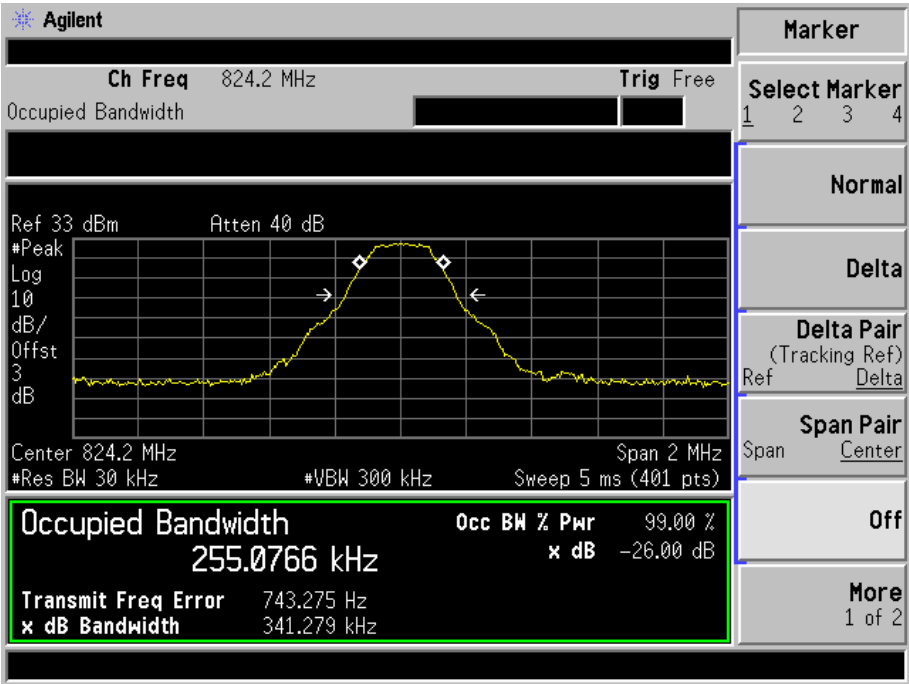 Agilent
Marker
Ch Freq 824.2 MHz Trig Free
Occupied Bandwidth
Select Marker
1 2 3 4
Normal
Ref 33 dBm Atten 40 dB
#Peak
Log
10
dB/
Offst
3
dB
Delta
Delta Pair
(Tracking Ref)
Ref Delta
Span Pair
Span Center
Center 824.2 MHz Span 2 MHz
#Res BW 30 kHz #VBW 300 kHz Sweep 5 ms (401 pts)
Off
Occupied Bandwidth Occ BW % Pwr 99.00 %
255.0766 kHz x dB -26.00 dB
Transmit Freq Error 743.275 Hz
x dB Bandwidth 341.279 kHz
More
1 of 2